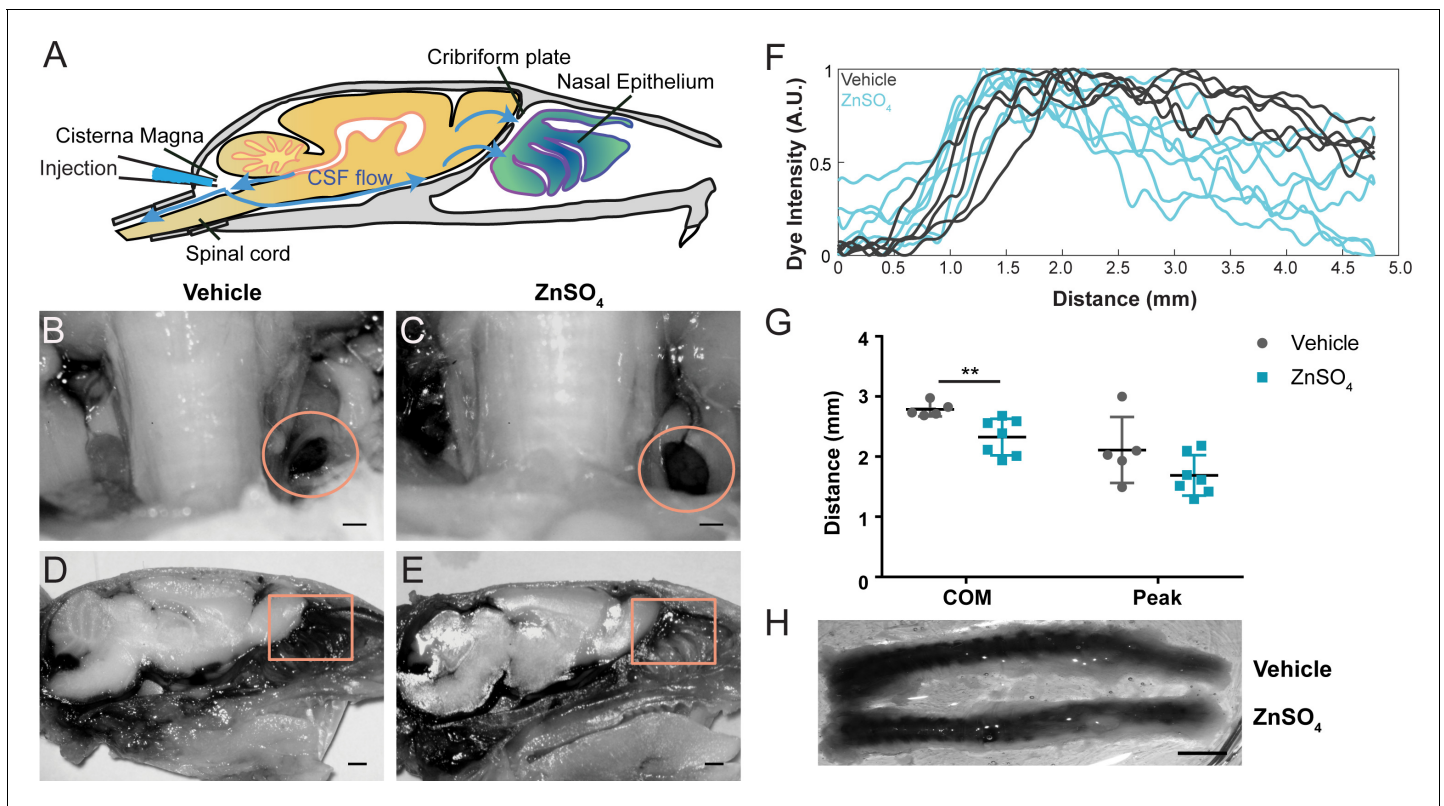 A
Cribriform plate
Nasal Epithelium
Cisterna Magna
Injection
CSF flow
Spinal cord
Vehicle
ZnSO4
B
C
D
E
F
Dye Intensity (A.U.)
1
0.5
0
Vehicle
ZnSO4
0 0.5 1.0 1.5 2.0 2.5 3.0 3.5 4.0 4.5 5.0
Distance (mm)
G
Distance (mm)
4
3
2
1
0
**
Vehicle
ZnSO4
COM Peak
H
Vehicle
ZnSO4